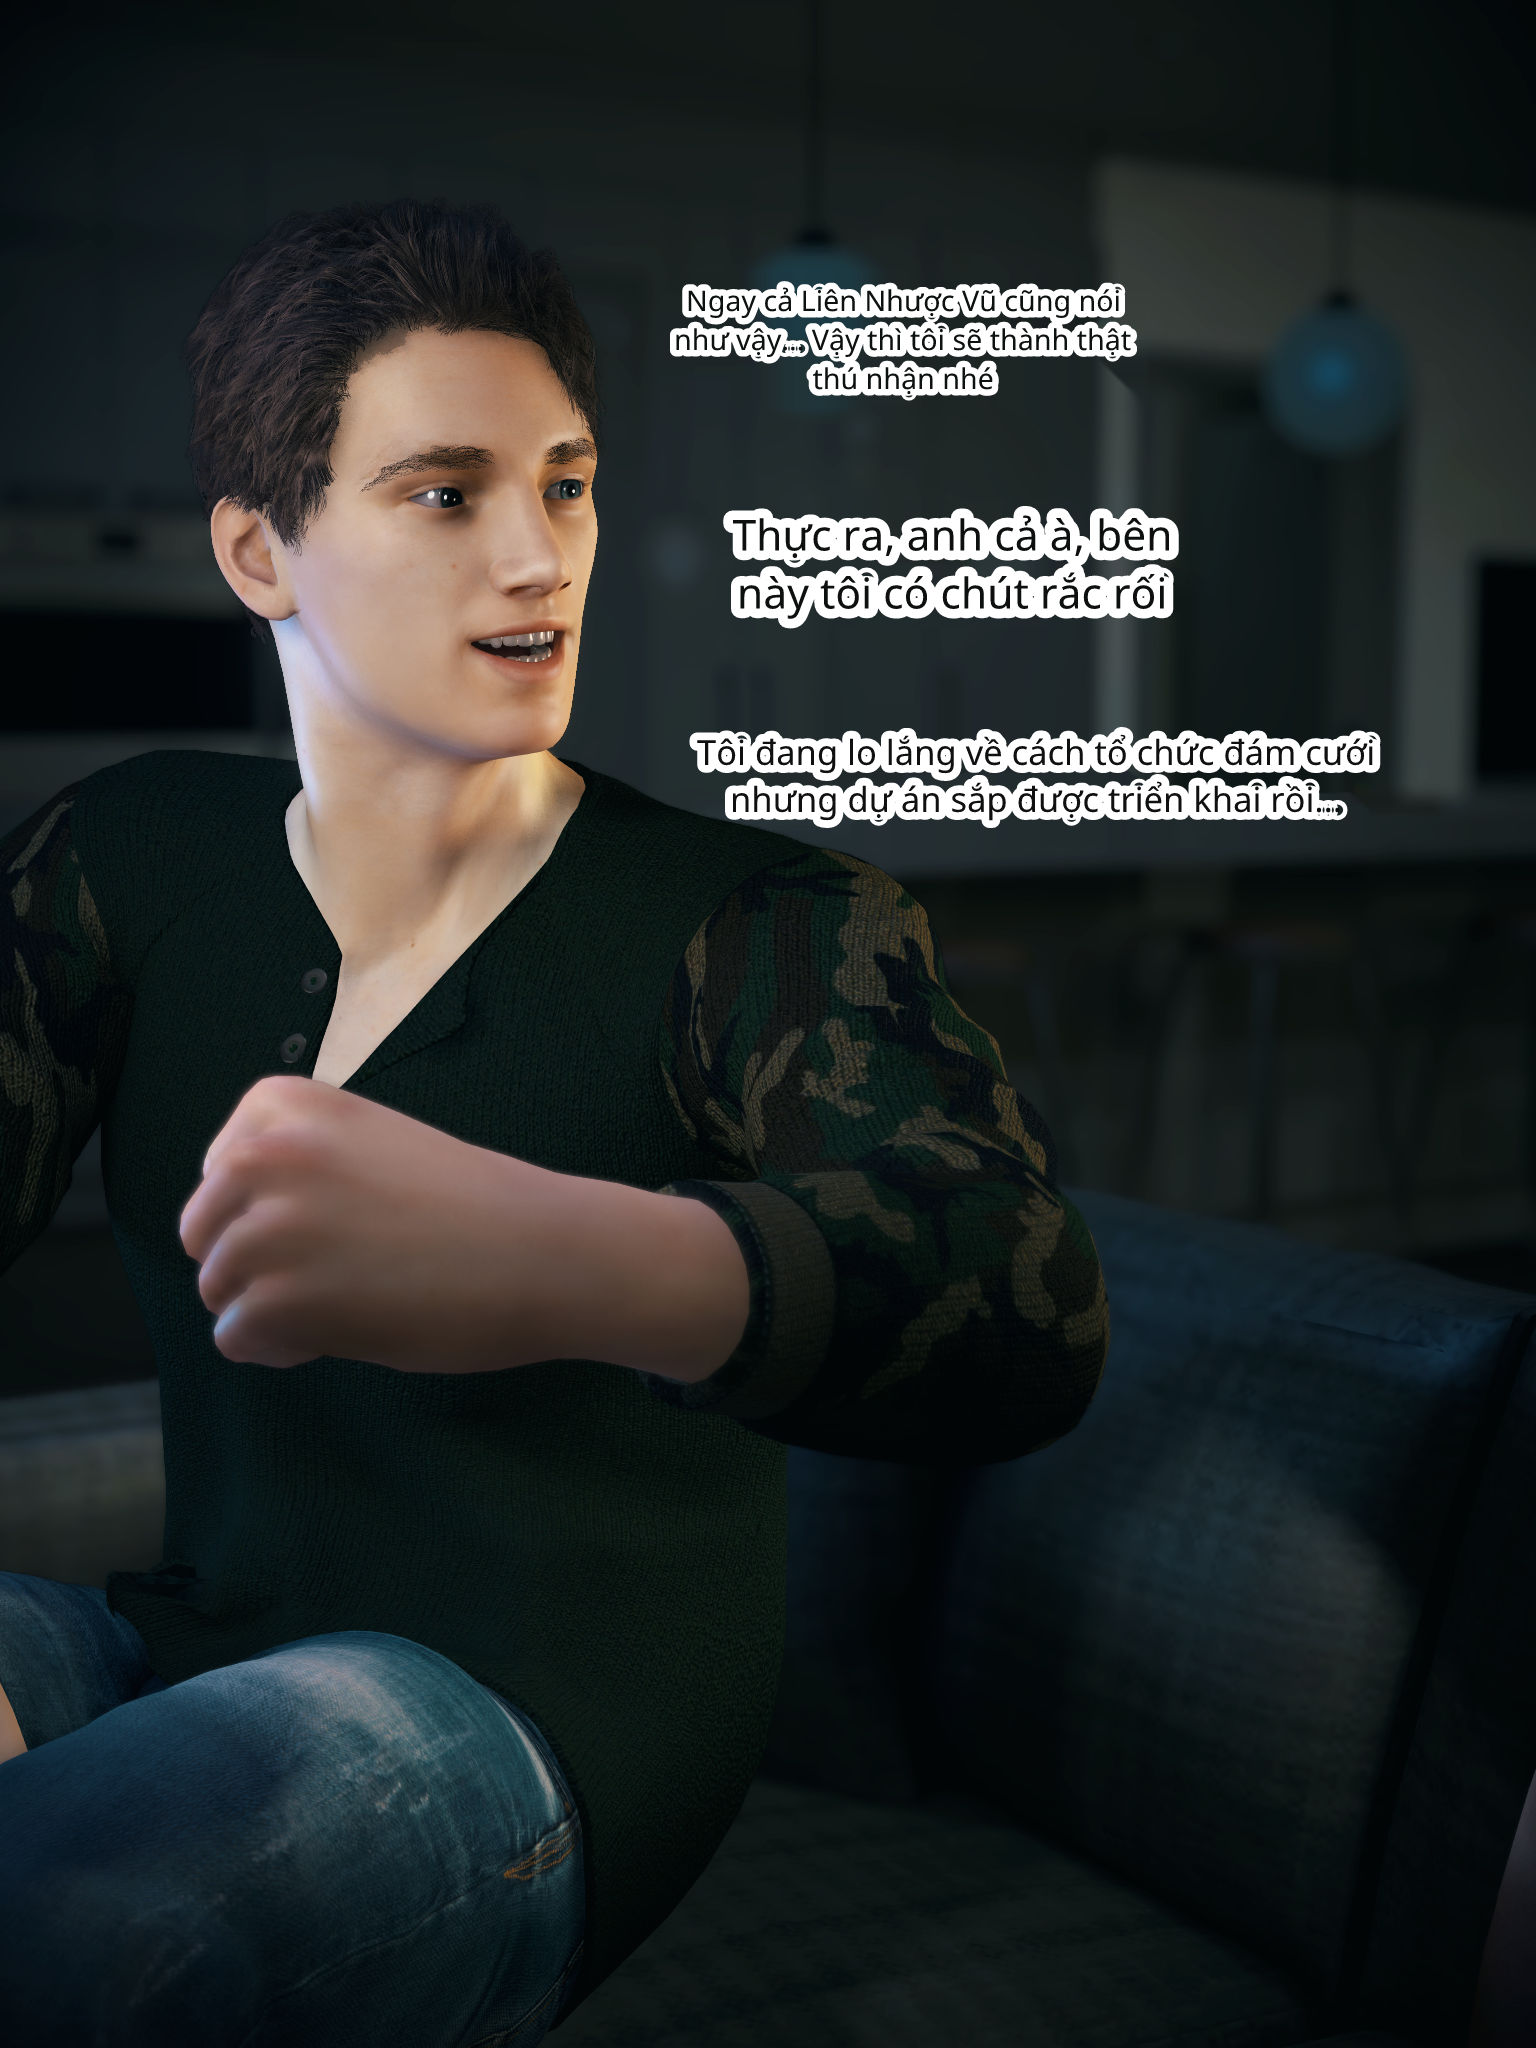 Ngay cả Liên Nhược Vũ cũng nói
như vậy... Vậy thì tôi sẽ thành thật
thú nhận nhé
Thực ra, anh cả à, bên
này tôi có chút rắc rối
Tôi đang lo lắng về cách tổ chức đám cưới
nhưng dự án sắp được triển khai rồi...